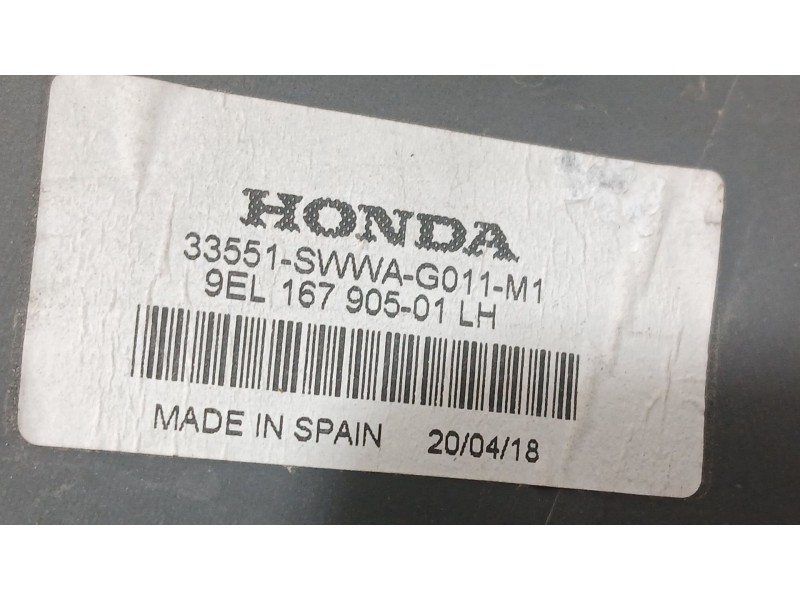 HONDA
33551-SWWA-G011-M1
9EL 167 905-01 LH
MADE IN SPAIN 20/04/18